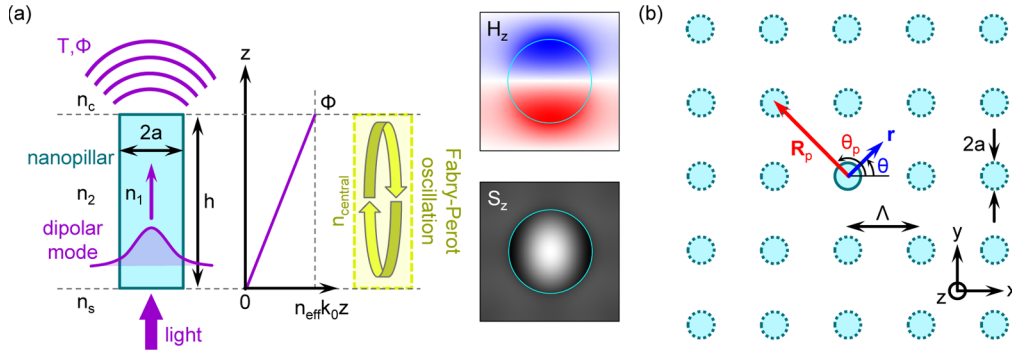 (a)
T,Φ
n_c
2a
nanopillar
n_2
n_1
h
dipolar
mode
n_s
light
z
Φ
0
n_eff k_0 z
n_central
Fabry-Perot
oscillation
H_z
S_z
(b)
R_p
θ_p
r
θ
2a
Λ
y
z
x